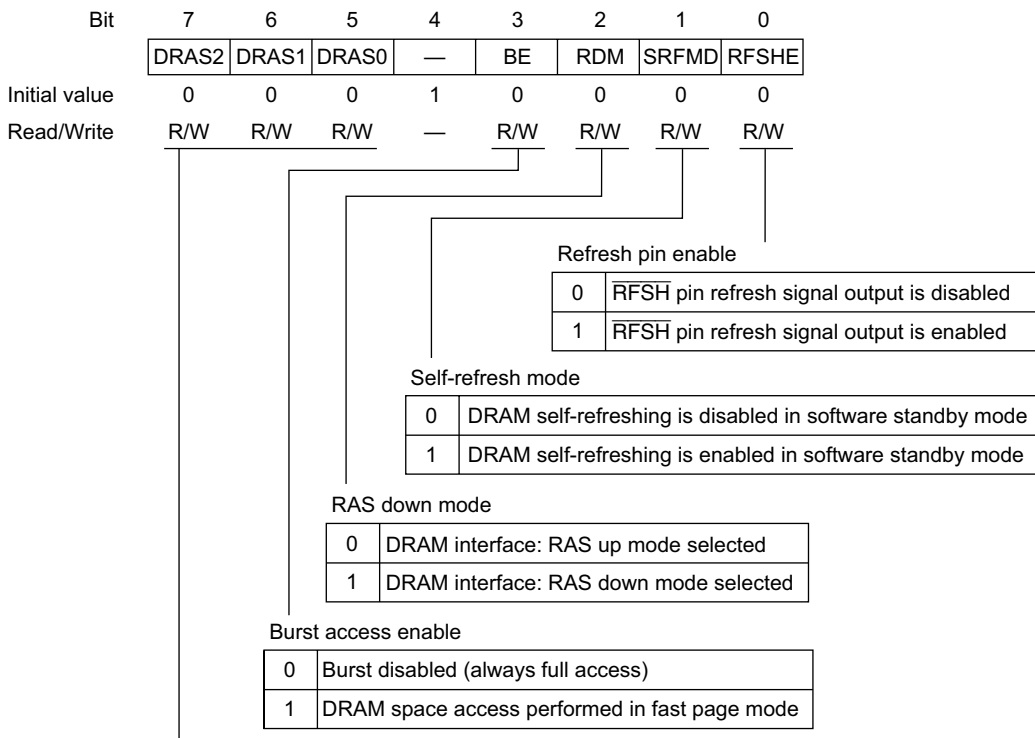 Bit 7 6 5 4 3 2 1 0
DRAS2 DRAS1 DRAS0 — BE RDM SRFMD RFSHE
Initial value 0 0 0 1 0 0 0 0
Read/Write R/W R/W R/W — R/W R/W R/W R/W
Refresh pin enable
0 RFSH pin refresh signal output is disabled
1 RFSH pin refresh signal output is enabled
Self-refresh mode
0 DRAM self-refreshing is disabled in software standby mode
1 DRAM self-refreshing is enabled in software standby mode
RAS down mode
0 DRAM interface: RAS up mode selected
1 DRAM interface: RAS down mode selected
Burst access enable
0 Burst disabled (always full access)
1 DRAM space access performed in fast page mode